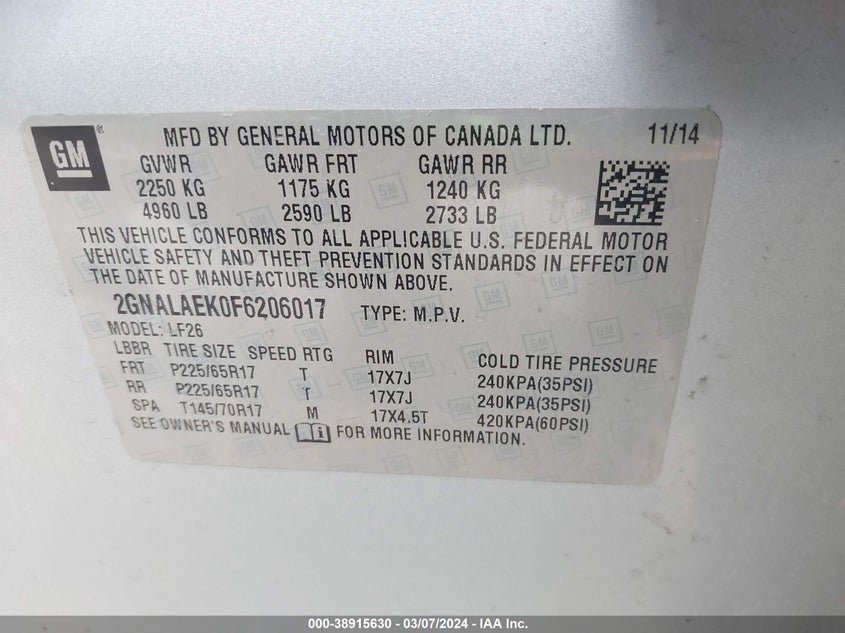 GM ®
MFD BY GENERAL MOTORS OF CANADA LTD. 11/14
GVWR GAWR FRT GAWR RR
2250 KG 1175 KG 1240 KG
4960 LB 2590 LB 2733 LB
THIS VEHICLE CONFORMS TO ALL APPLICABLE U.S. FEDERAL MOTOR
VEHICLE SAFETY AND THEFT PREVENTION STANDARDS IN EFFECT ON
THE DATE OF MANUFACTURE SHOWN ABOVE.
2GNALAEK0F6206017 TYPE: M.P.V.
MODEL: LF26
LBBR TIRE SIZE SPEED RTG RIM COLD TIRE PRESSURE
FRT P225/65R17 T 17X7J 240KPA(35PSI)
RR P225/65R17 T 17X7J 240KPA(35PSI)
SPA T145/70R17 M 17X4.5T 420KPA(60PSI)
SEE OWNER'S MANUAL FOR MORE INFORMATION.
000-38915630 - 03/07/2024 - IAA Inc.